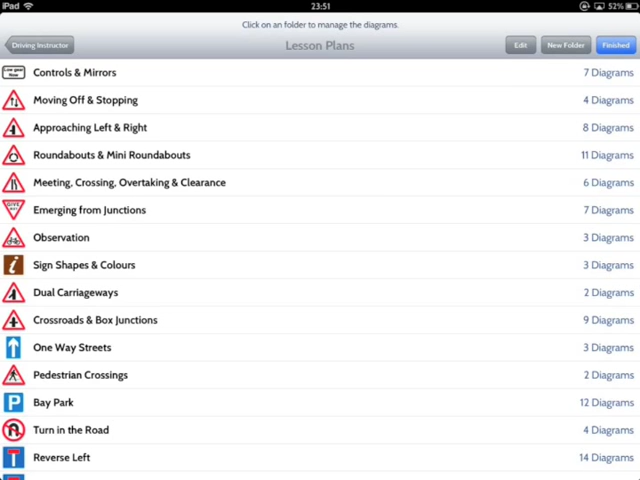 iPad
23:51
52%
Click on an folder to manage the diagrams.
Driving Instructor
Lesson Plans
Edit
New Folder
Finished
Controls & Mirrors
7 Diagrams
Moving Off & Stopping
4 Diagrams
Approaching Left & Right
8 Diagrams
Roundabouts & Mini Roundabouts
11 Diagrams
Meeting, Crossing, Overtaking & Clearance
6 Diagrams
GIVE
Emerging from Junctions
7 Diagrams
Observation
3 Diagrams
i
Sign Shapes & Colours
3 Diagrams
Dual Carriageways
2 Diagrams
Crossroads & Box Junctions
9 Diagrams
One Way Streets
3 Diagrams
Pedestrian Crossings
2 Diagrams
P
Bay Park
12 Diagrams
Turn in the Road
4 Diagrams
Reverse Left
14 Diagrams